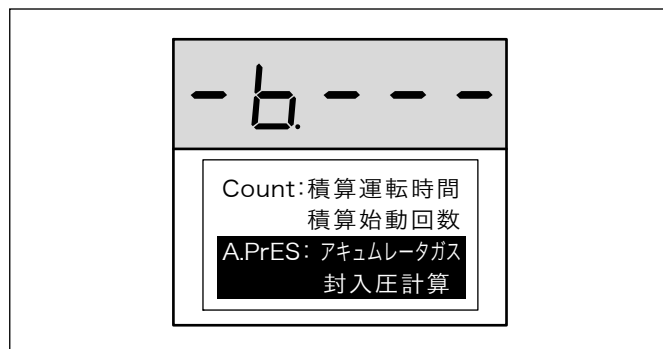 -b.---
Count:積算運転時間
積算始動回数
A.PrES:アキュムレータガス
封入圧計算